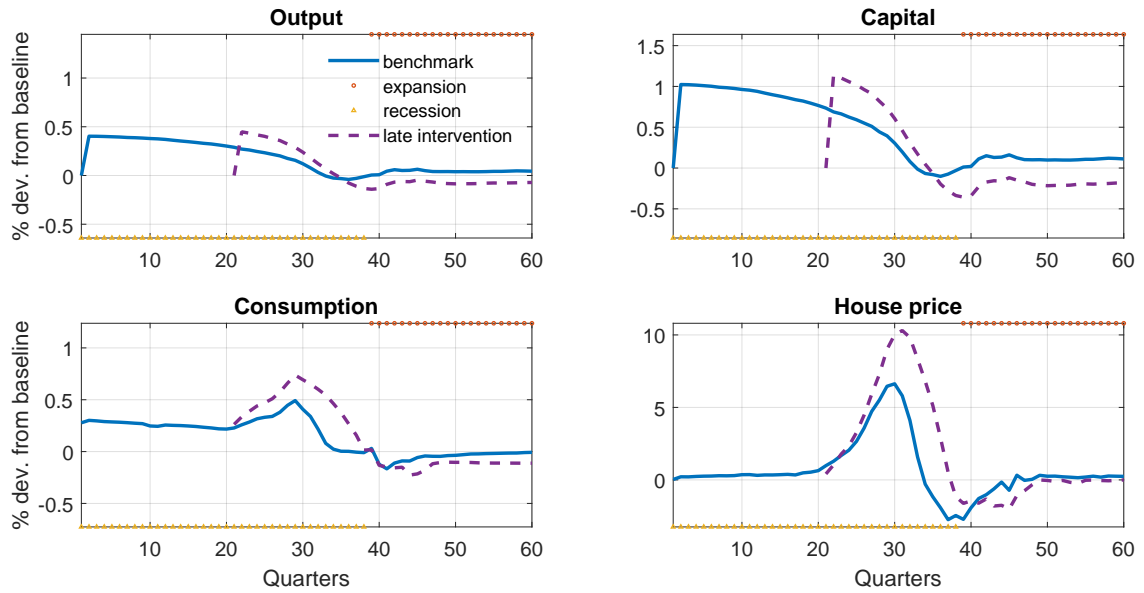 Output
% dev. from baseline
1
0.5
0
-0.5
benchmark
expansion
recession
late intervention
10 20 30 40 50 60
Capital
1.5
1
0.5
0
-0.5
10 20 30 40 50 60
Consumption
% dev. from baseline
1
0.5
0
-0.5
10 20 30 40 50 60
Quarters
House price
10
5
0
10 20 30 40 50 60
Quarters